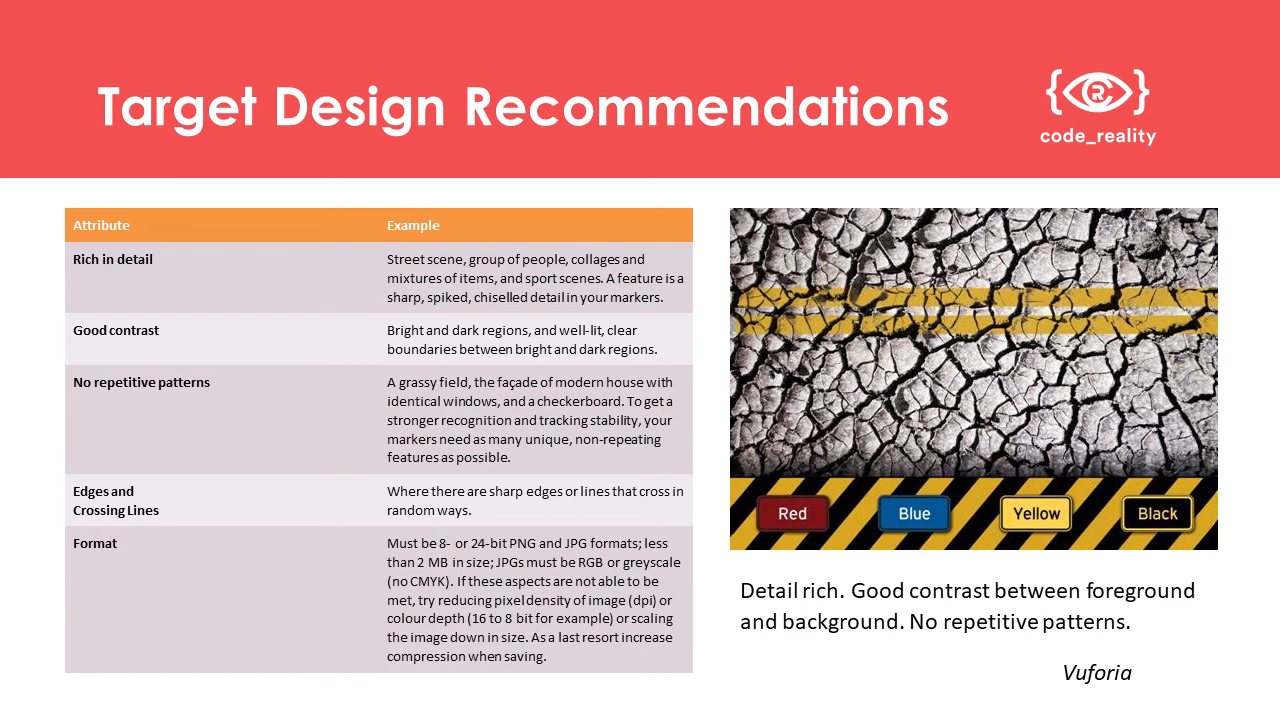 Target Design Recommendations
code_reality
Attribute
Example
Rich in detail
Street scene, group of people, collages and
mixtures of items, and sport scenes. A feature is a
sharp, spiked, chiselled detail in your markers.
Good contrast
Bright and dark regions, and well-lit, clear
boundaries between bright and dark regions.
No repetitive patterns
A grassy field, the façade of modern house with
identical windows, and a checkerboard. To get a
stronger recognition and tracking stability, your
markers need as many unique, non-repeating
features as possible.
Edges and
Crossing Lines
Where there are sharp edges or lines that cross in
random ways.
Format
Must be 8- or 24-bit PNG and JPG formats; less
than 2 MB in size; JPGs must be RGB or greyscale
(no CMYK). If these aspects are not able to be
met, try reducing pixel density of image (dpi) or
colour depth (16 to 8 bit for example) or scaling
the image down in size. As a last resort increase
compression when saving.
Red
Blue
Yellow
Black
Detail rich. Good contrast between foreground
and background. No repetitive patterns.
Vuforia